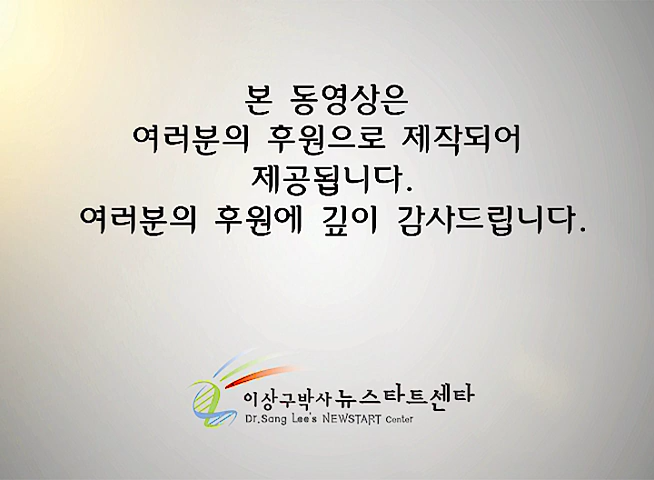 본 동영상은
여러분의 후원으로 제작되어
제공됩니다.
여러분의 후원에 깊이 감사드립니다.
이상구박사뉴스타트센타
Dr.Sang Lee's NEWSTART Center